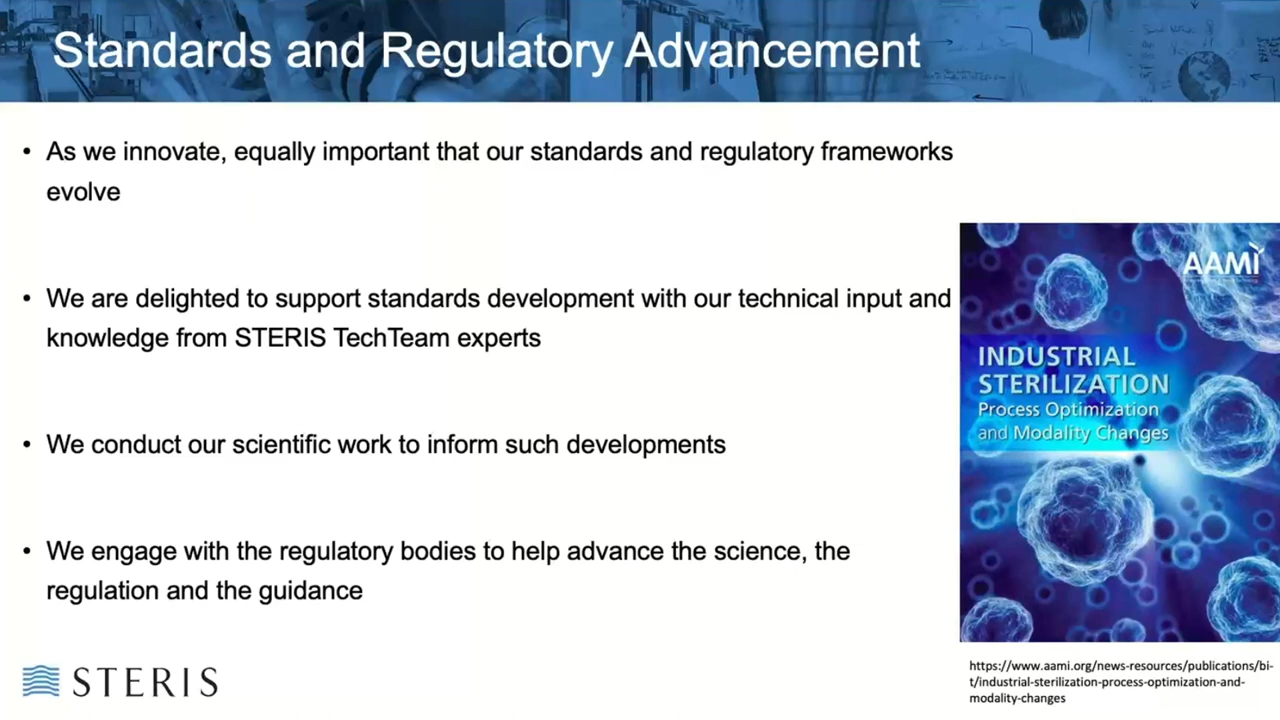 Standards and Regulatory Advancement
• As we innovate, equally important that our standards and regulatory frameworks
evolve
• We are delighted to support standards development with our technical input and
knowledge from STERIS TechTeam experts
• We conduct our scientific work to inform such developments
• We engage with the regulatory bodies to help advance the science, the
regulation and the guidance
AAMI
INDUSTRIAL
STERILIZATION
Process Optimization
and Modality Changes
STERIS
https://www.aami.org/news-resources/publications/bi-
t/industrial-sterilization-process-optimization-and-
modality-changes